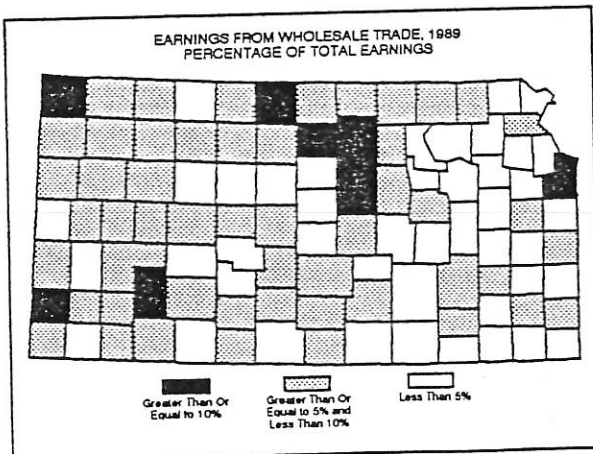 EARNINGS FROM WHOLESALE TRADE, 1989
PERCENTAGE OF TOTAL EARNINGS
Greater Than Or
Equal to 10%
Greater Than Or
Equal to 5% and
Less Than 10%
Less Than 5%